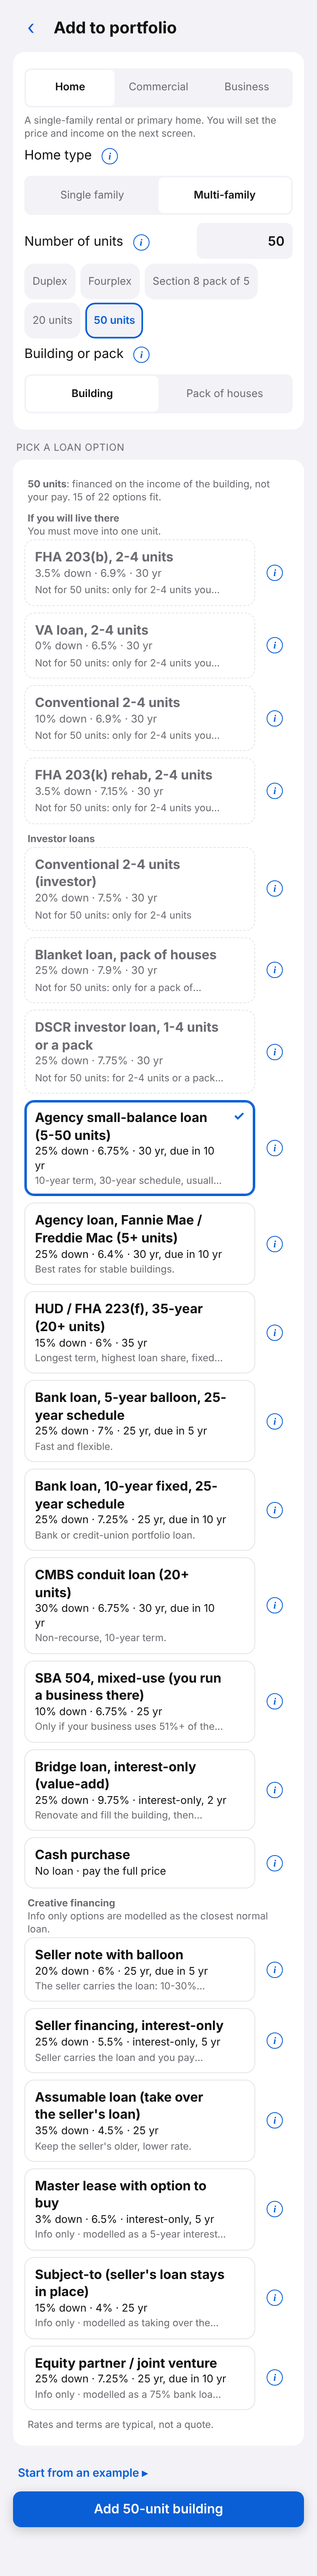 Add to portfolio
Home
Commercial
Business
A single-family rental or primary home. You will set the
price and income on the next screen.
Home type
Single family
Multi-family
Number of units
50
Duplex
Fourplex
Section 8 pack of 5
20 units
50 units
Building or pack
Building
Pack of houses
PICK A LOAN OPTION
50 units: financed on the income of the building, not
your pay. 15 of 22 options fit.
If you will live there
You must move into one unit.
FHA 203(b), 2-4 units
3.5% down · 6.9% · 30 yr
Not for 50 units: only for 2-4 units you...
VA loan, 2-4 units
0% down · 6.5% · 30 yr
Not for 50 units: only for 2-4 units you...
Conventional 2-4 units
10% down · 6.9% · 30 yr
Not for 50 units: only for 2-4 units you...
FHA 203(k) rehab, 2-4 units
3.5% down · 7.15% · 30 yr
Not for 50 units: only for 2-4 units you...
Investor loans
Conventional 2-4 units
(investor)
20% down · 7.5% · 30 yr
Not for 50 units: only for 2-4 units
Blanket loan, pack of houses
25% down · 7.9% · 30 yr
Not for 50 units: only for a pack of...
DSCR investor loan, 1-4 units
or a pack
25% down · 7.75% · 30 yr
Not for 50 units: for 2-4 units or a pack...
Agency small-balance loan
(5-50 units)
25% down · 6.75% · 30 yr, due in 10
yr
10-year term, 30-year schedule, usuall...
Agency loan, Fannie Mae /
Freddie Mac (5+ units)
25% down · 6.4% · 30 yr, due in 10 yr
Best rates for stable buildings.
HUD / FHA 223(f), 35-year
(20+ units)
15% down · 6% · 35 yr
Longest term, highest loan share, fixed...
Bank loan, 5-year balloon, 25-
year schedule
25% down · 7% · 25 yr, due in 5 yr
Fast and flexible.
Bank loan, 10-year fixed, 25-
year schedule
25% down · 7.25% · 25 yr, due in 10 yr
Bank or credit-union portfolio loan.
CMBS conduit loan (20+
units)
30% down · 6.75% · 30 yr, due in 10
yr
Non-recourse, 10-year term.
SBA 504, mixed-use (you run
a business there)
10% down · 6.75% · 25 yr
Only if your business uses 51%+ of the...
Bridge loan, interest-only
(value-add)
25% down · 9.75% · interest-only, 2 yr
Renovate and fill the building, then...
Cash purchase
No loan · pay the full price
Creative financing
Info only options are modelled as the closest normal
loan.
Seller note with balloon
20% down · 6% · 25 yr, due in 5 yr
The seller carries the loan: 10-30%...
Seller financing, interest-only
25% down · 5.5% · interest-only, 5 yr
Seller carries the loan and you pay...
Assumable loan (take over
the seller's loan)
35% down · 4.5% · 25 yr
Keep the seller's older, lower rate.
Master lease with option to
buy
3% down · 6.5% · interest-only, 5 yr
Info only · modelled as a 5-year interest...
Subject-to (seller's loan stays
in place)
15% down · 4% · 25 yr
Info only · modelled as taking over the...
Equity partner / joint venture
25% down · 7.25% · 25 yr, due in 10 yr
Info only · modelled as a 75% bank loa...
Rates and terms are typical, not a quote.
Start from an example ▸
Add 50-unit building